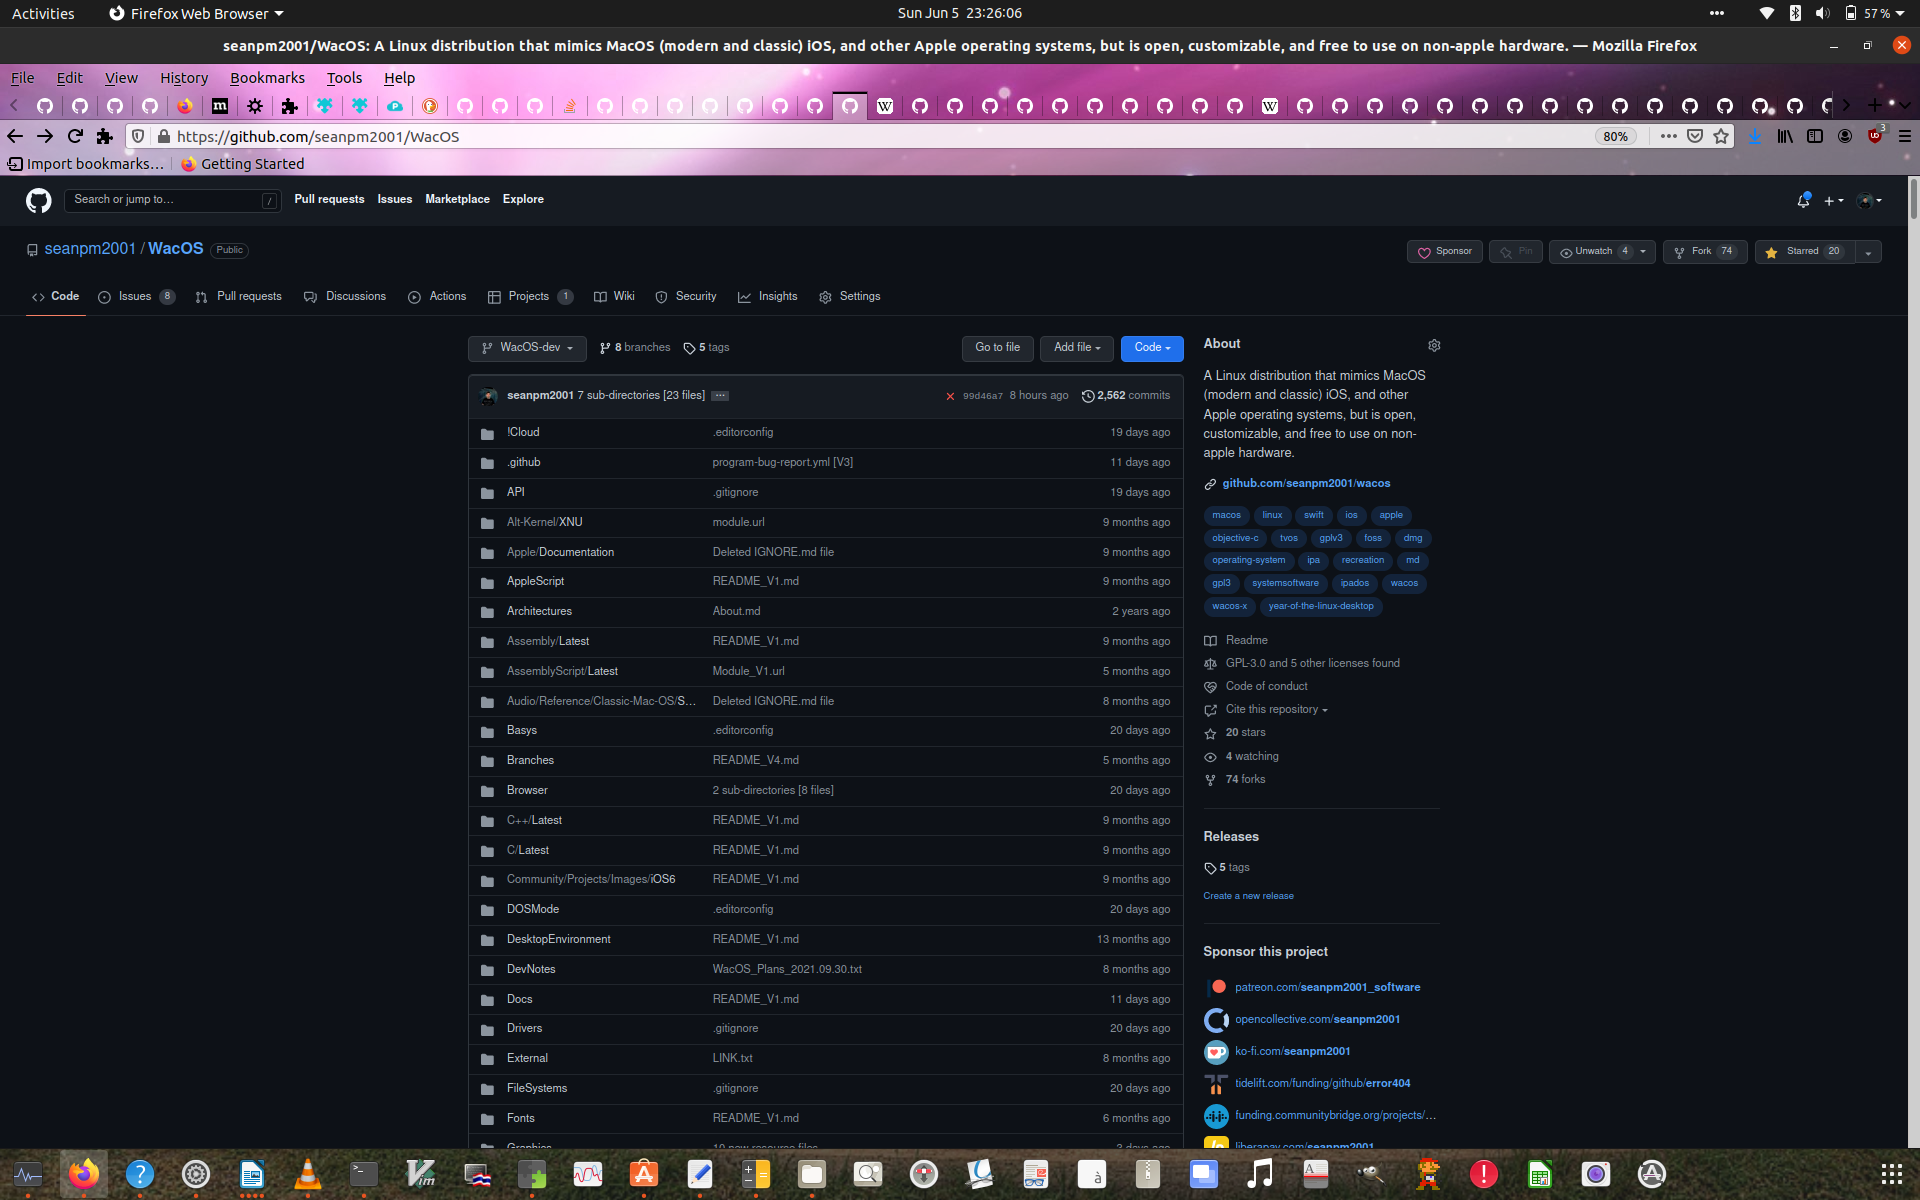 Activities
Firefox Web Browser
Sun Jun 5 23:26:06
57 %
seanpm2001/WacOS: A Linux distribution that mimics MacOS (modern and classic) iOS, and other Apple operating systems, but is open, customizable, and free to use on non-apple hardware. — Mozilla Firefox
File Edit View History Bookmarks Tools Help
https://github.com/seanpm2001/WacOS
80%
3
Import bookmarks…
Getting Started
Search or jump to…
/
Pull requests Issues Marketplace Explore
seanpm2001 / WacOS
Public
Sponsor
Pin
Unwatch 4
Fork 74
Starred 20
Code
Issues 8
Pull requests
Discussions
Actions
Projects 1
Wiki
Security
Insights
Settings
WacOS-dev
8 branches
5 tags
Go to file
Add file
Code
seanpm2001 7 sub-directories [23 files] ...
99d46a7 8 hours ago
2,562 commits
!Cloud .editorconfig 19 days ago
.github program-bug-report.yml [V3] 11 days ago
API .gitignore 19 days ago
Alt-Kernel/XNU module.url 9 months ago
Apple/Documentation Deleted IGNORE.md file 9 months ago
AppleScript README_V1.md 9 months ago
Architectures About.md 2 years ago
Assembly/Latest README_V1.md 9 months ago
AssemblyScript/Latest Module_V1.url 5 months ago
Audio/Reference/Classic-Mac-OS/S… Deleted IGNORE.md file 8 months ago
Basys .editorconfig 20 days ago
Branches README_V4.md 5 months ago
Browser 2 sub-directories [8 files] 20 days ago
C++/Latest README_V1.md 9 months ago
C/Latest README_V1.md 9 months ago
Community/Projects/Images/iOS6 README_V1.md 9 months ago
DOSMode .editorconfig 20 days ago
DesktopEnvironment README_V1.md 13 months ago
DevNotes WacOS_Plans_2021.09.30.txt 8 months ago
Docs README_V1.md 11 days ago
Drivers .gitignore 20 days ago
External LINK.txt 8 months ago
FileSystems .gitignore 20 days ago
Fonts README_V1.md 6 months ago
About
A Linux distribution that mimics MacOS
(modern and classic) iOS, and other
Apple operating systems, but is open,
customizable, and free to use on non-
apple hardware.
github.com/seanpm2001/wacos
macos linux swift ios apple
objective-c tvos gplv3 foss dmg
operating-system ipa recreation md
gpl3 systemsoftware ipados wacos
wacos-x year-of-the-linux-desktop
Readme
GPL-3.0 and 5 other licenses found
Code of conduct
Cite this repository
20 stars
4 watching
74 forks
Releases
5 tags
Create a new release
Sponsor this project
patreon.com/seanpm2001_software
opencollective.com/seanpm2001
ko-fi.com/seanpm2001
tidelift.com/funding/github/error404
funding.communitybridge.org/projects/…
liberapay.com/seanpm2001